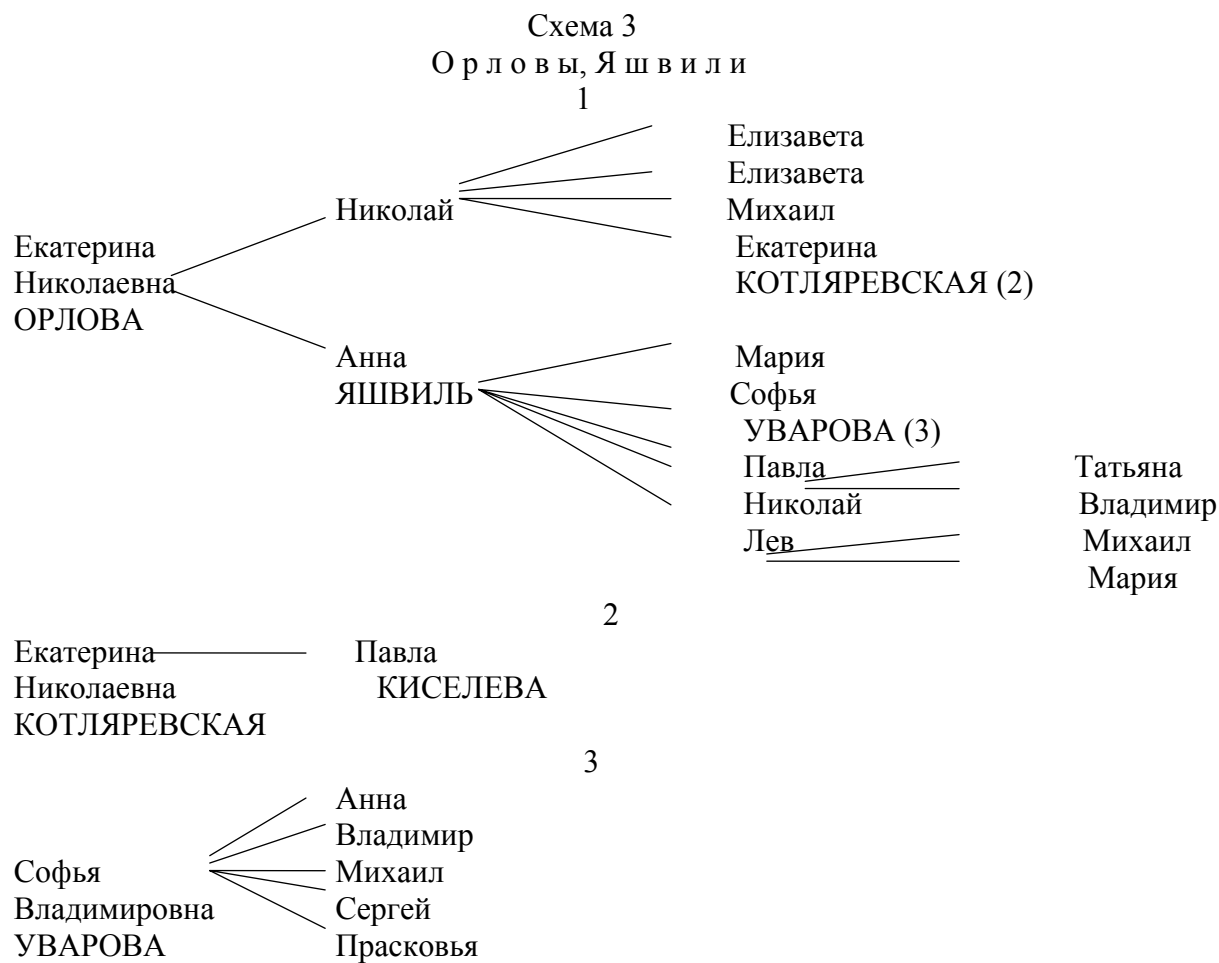 Схема 3
О р л о в ы, Я ш в и л и
1
Елизавета
Елизавета
Николай Михаил
Екатерина Екатерина
Николаевна КОТЛЯРЕВСКАЯ (2)
ОРЛОВА
Анна Мария
ЯШВИЛЬ Софья
УВАРОВА (3)
Павла Татьяна
Николай Владимир
Лев Михаил
Мария
2
Екатерина Павла
Николаевна КИСЕЛЕВА
КОТЛЯРЕВСКАЯ
3
Анна
Владимир
Софья Михаил
Владимировна Сергей
УВАРОВА Прасковья